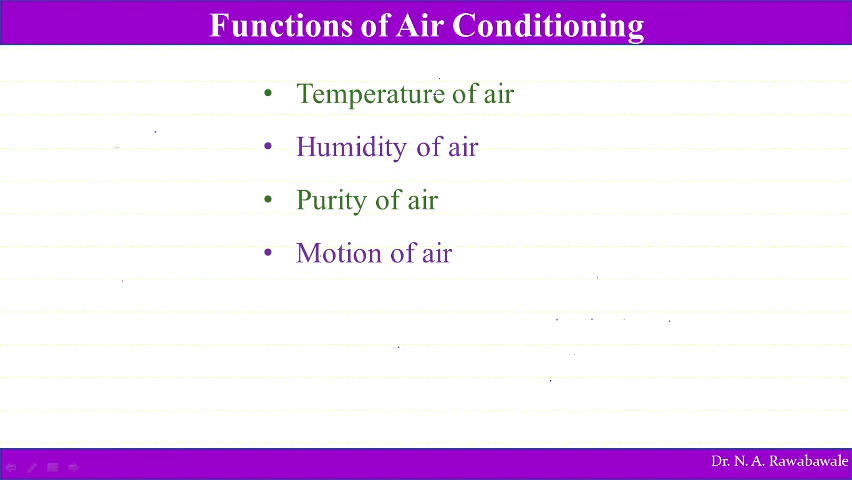 Functions of Air Conditioning
• Temperature of air
• Humidity of air
• Purity of air
• Motion of air
Dr. N. A. Rawabawale